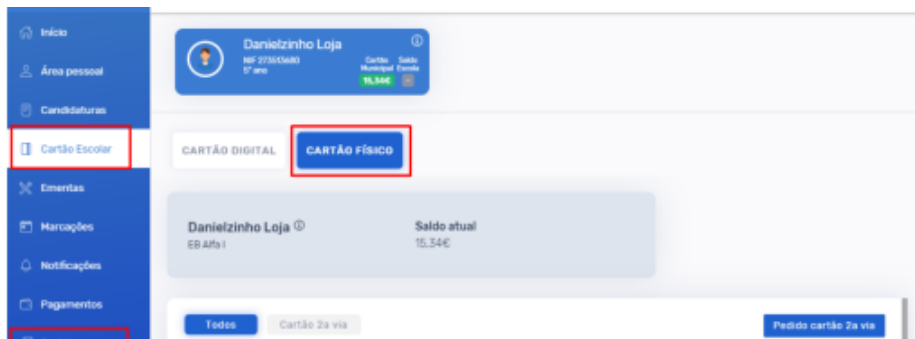 Início
Área pessoal
Candidaturas
Cartão Escolar
Ementas
Marcações
Notificações
Pagamentos
Danielzinho Loja
NIF 273513680
5º ano
Cartão Municipal
Saldo Escola
15,34€
CARTÃO DIGITAL
CARTÃO FÍSICO
Danielzinho Loja
EB Alfa I
Saldo atual
15,34€
Todos
Cartão 2a via
Pedido cartão 2a via